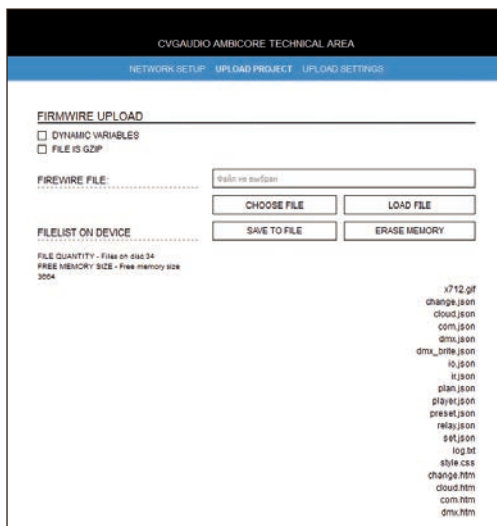 CVGAUDIO AMBICORE TECHNICAL AREA
NETWORK SETUP UPLOAD PROJECT UPLOAD SETTINGS
FIRMWIRE UPLOAD
DYNAMIC VARIABLES
FILE IS GZIP
FIREWIRE FILE:
Файл не выбран
CHOOSE FILE
LOAD FILE
FILELIST ON DEVICE
SAVE TO FILE
ERASE MEMORY
FILE QUANTITY - Files on disc 34
FREE MEMORY SIZE - Free memory size
3664
x712.gif
change.json
cloud.json
com.json
dmx.json
dmx_brite.json
io.json
ir.json
plan.json
player.json
preset.json
relay.json
set.json
log.txt
style.css
change.htm
cloud.htm
com.htm
dmx.htm